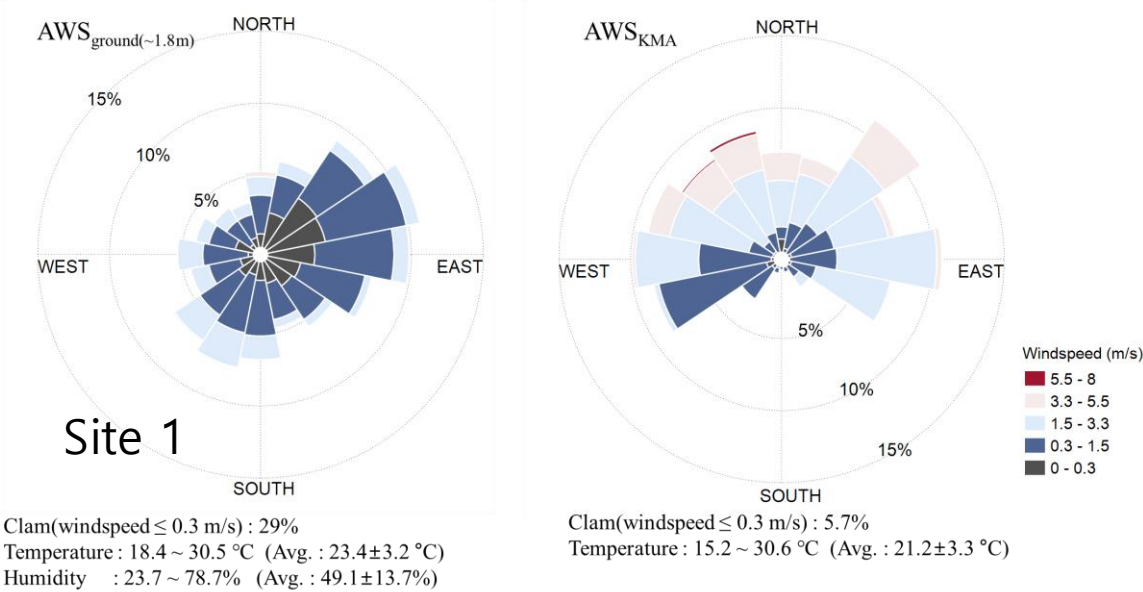 AWSground(~1.8m)
NORTH
15%
10%
5%
WEST
EAST
Site 1
SOUTH
Clam(windspeed ≤ 0.3 m/s) : 29%
Temperature : 18.4 ~ 30.5 ℃ (Avg. : 23.4±3.2 °C)
Humidity : 23.7 ~ 78.7% (Avg. : 49.1±13.7%)
AWSKMA
NORTH
WEST
EAST
5%
10%
15%
SOUTH
Windspeed (m/s)
5.5 - 8
3.3 - 5.5
1.5 - 3.3
0.3 - 1.5
0 - 0.3
Clam(windspeed ≤ 0.3 m/s) : 5.7%
Temperature : 15.2 ~ 30.6 ℃ (Avg. : 21.2±3.3 °C)